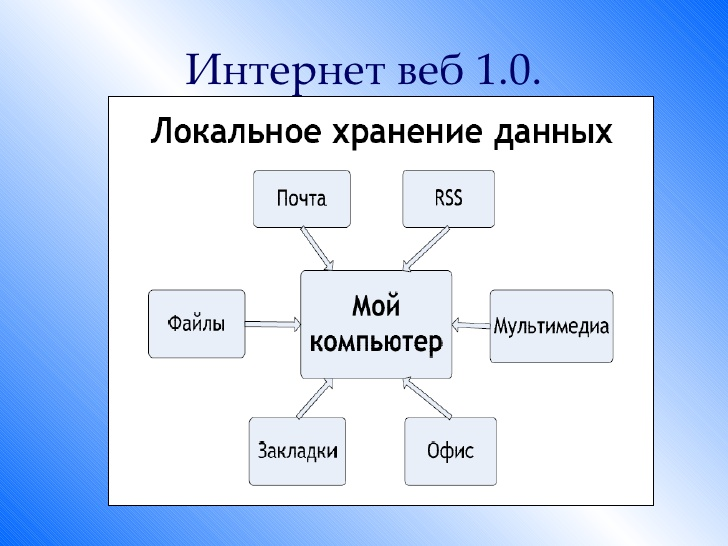 Интернет веб 1.0.
Локальное хранение данных
Почта
RSS
Файлы
Мой
компьютер
Мультимедиа
Закладки
Офис